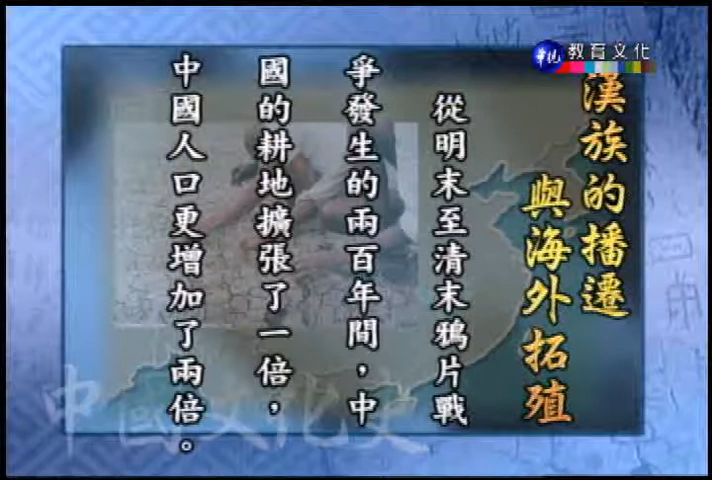 華視
教育文化
漢族的播遷
與海外拓殖
從明末至清末鴉片戰
爭發生的兩百年間，中
國的耕地擴張了一倍，
中國人口更增加了兩倍。
中國文化史